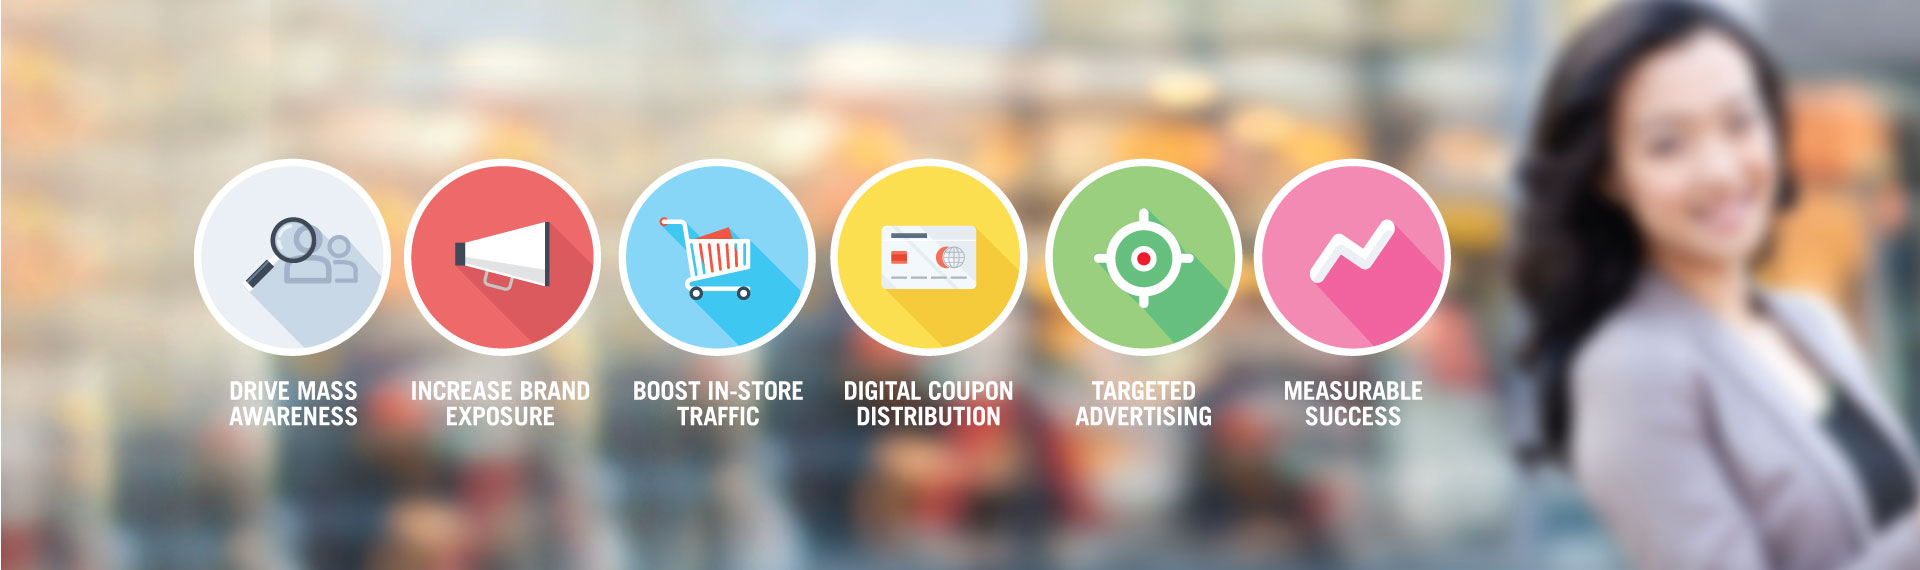 DRIVE MASS
AWARENESS
INCREASE BRAND
EXPOSURE
BOOST IN-STORE
TRAFFIC
DIGITAL COUPON
DISTRIBUTION
TARGETED
ADVERTISING
MEASURABLE
SUCCESS